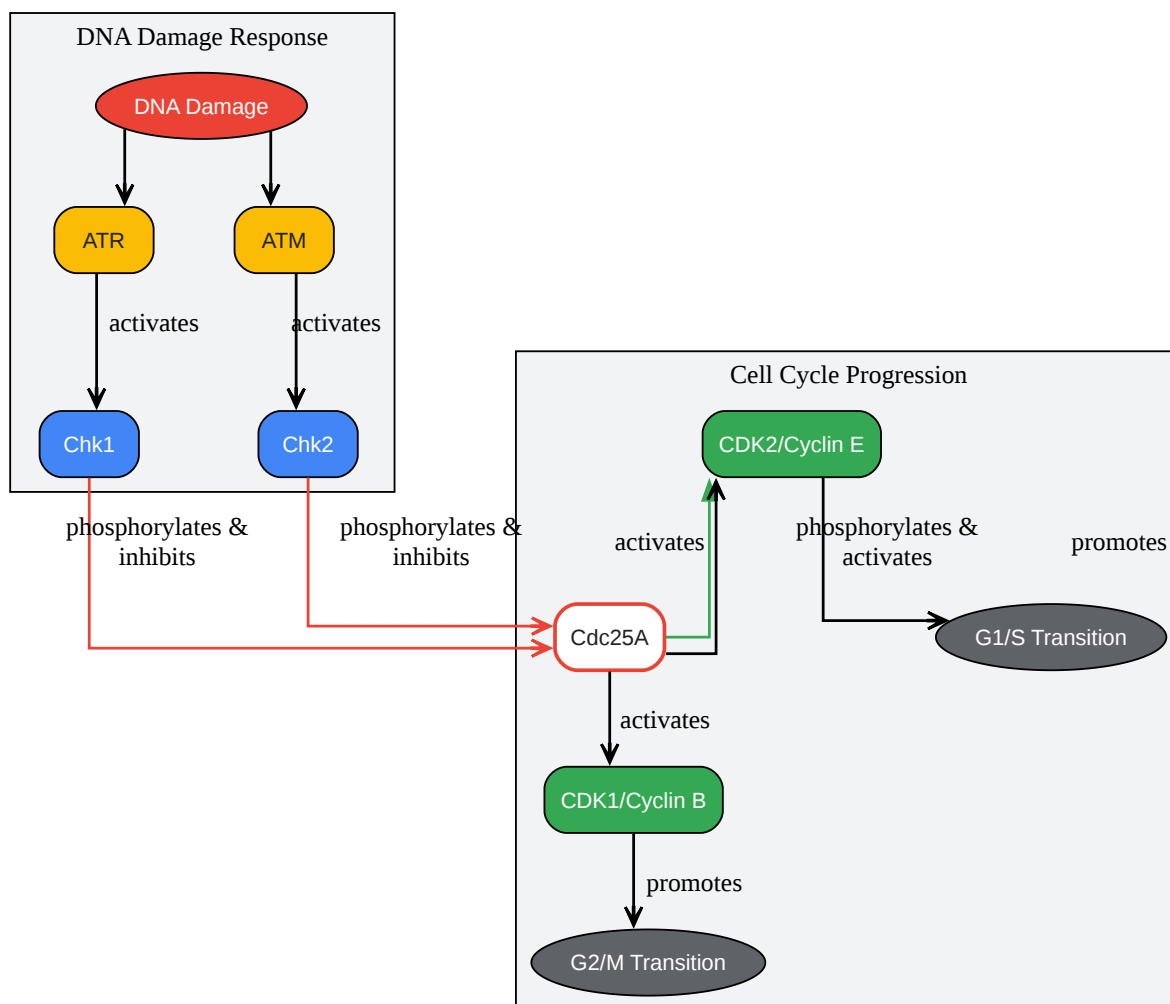 DNA Damage Response
DNA Damage
ATR
ATM
activates
activates
Chk1
Chk2
phosphorylates &
inhibits
phosphorylates &
inhibits
Cell Cycle Progression
CDK2/Cyclin E
activates
phosphorylates &
activates
promotes
Cdc25A
G1/S Transition
activates
CDK1/Cyclin B
promotes
G2/M Transition